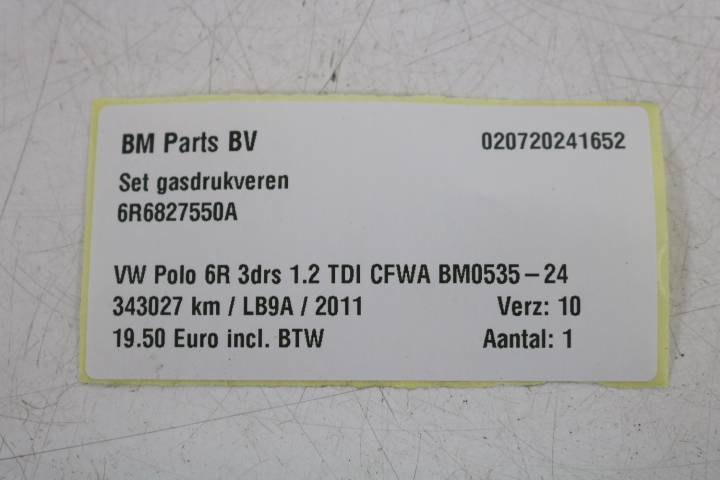 BM Parts BV 020720241652
Set gasdrukveren
6R6827550A
VW Polo 6R 3drs 1.2 TDI CFWA BM0535-24
343027 km / LB9A / 2011 Verz: 10
19.50 Euro incl. BTW Aantal: 1